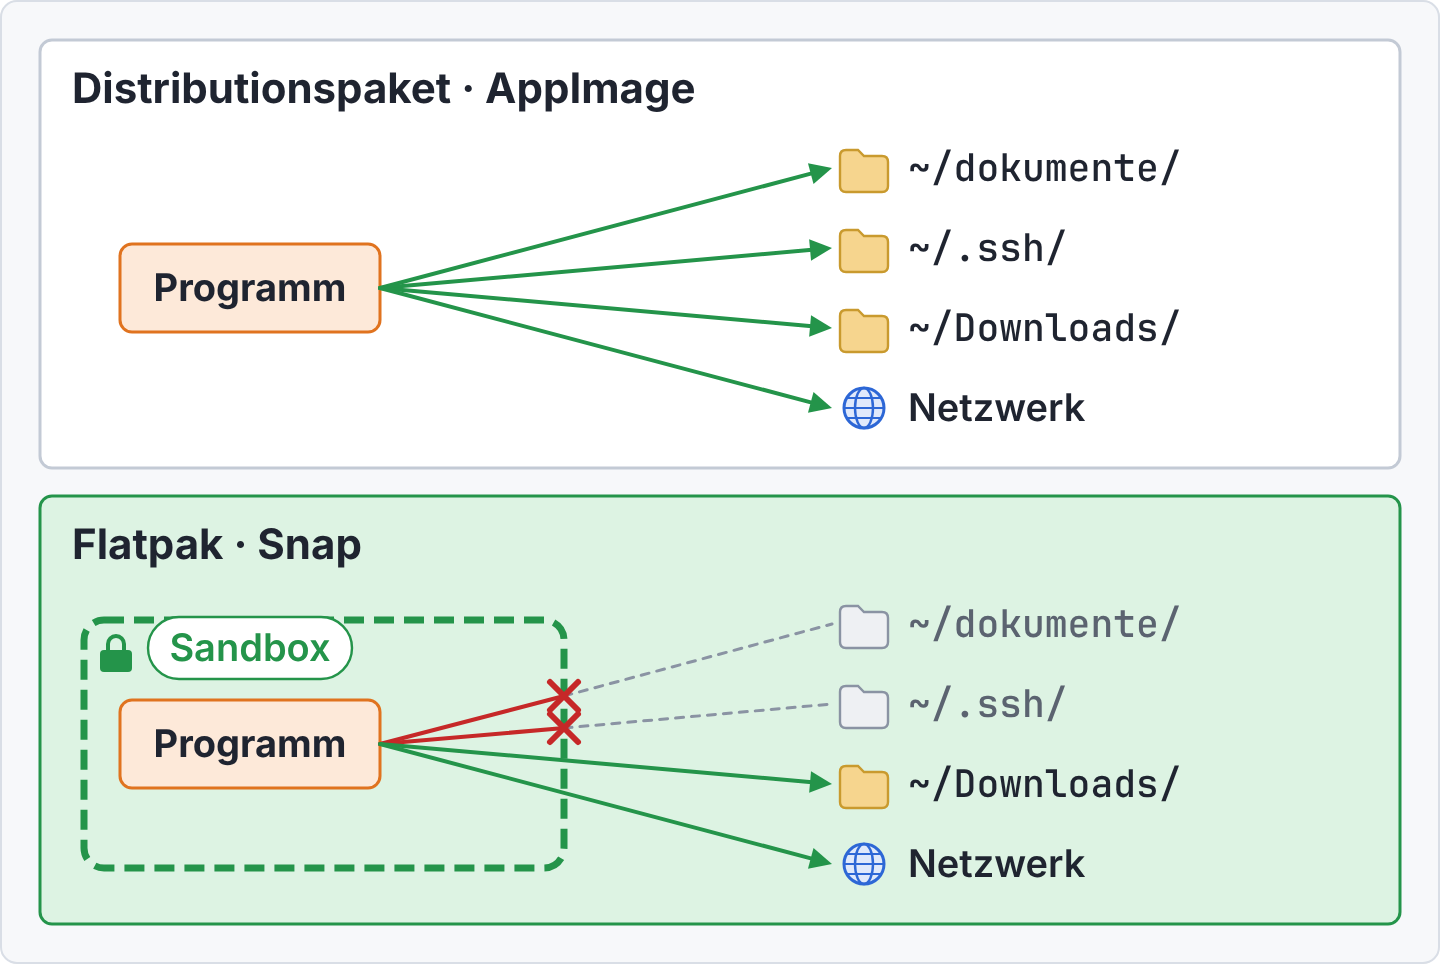 Distributionspaket · AppImage
Programm
~/dokumente/
~/.ssh/
~/Downloads/
Netzwerk
Flatpak · Snap
Sandbox
Programm
~/dokumente/
~/.ssh/
~/Downloads/
Netzwerk